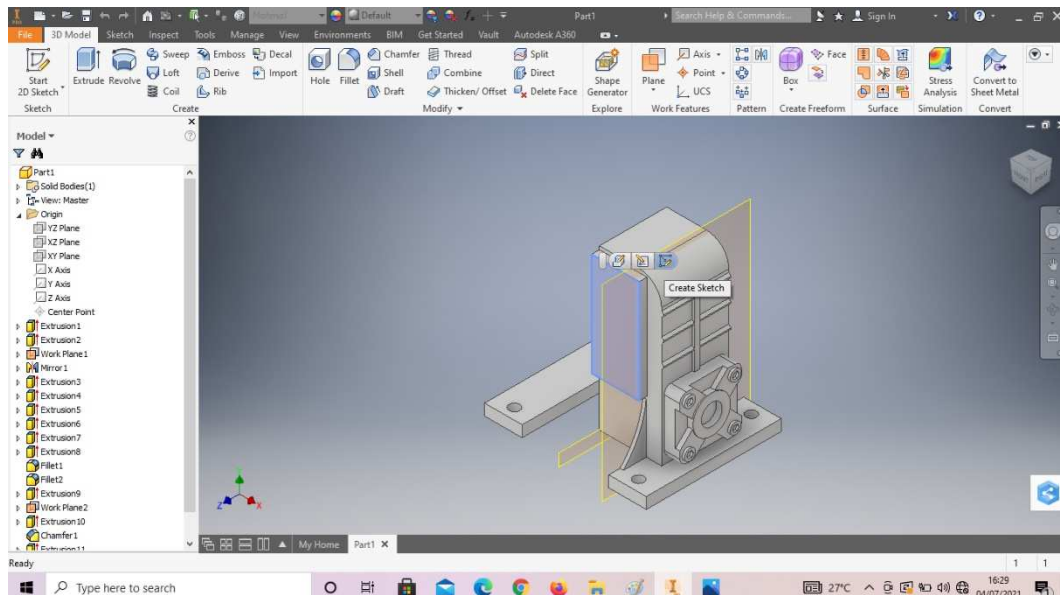 Material
Default
Part1
Search Help & Commands...
Sign In
File 3D Model Sketch Inspect Tools Manage View Environments BIM Get Started Vault Autodesk A360
Start 2D Sketch
Extrude Revolve
Sweep Emboss Decal
Loft Derive Import
Coil Rib
Hole Fillet
Chamfer Thread
Shell Combine
Draft Thicken/ Offset
Split
Direct
Delete Face
Shape Generator
Plane
Axis
Point
UCS
Box
Face
Stress Analysis
Convert to Sheet Metal
Sketch Create Modify Explore Work Features Pattern Create Freeform Surface Simulation Convert
Model
Part1
Solid Bodies(1)
View: Master
Origin
YZ Plane
XZ Plane
XY Plane
X Axis
Y Axis
Z Axis
Center Point
Extrusion1
Extrusion2
Work Plane1
Mirror1
Extrusion3
Extrusion4
Extrusion5
Extrusion6
Extrusion7
Extrusion8
Fillet1
Fillet2
Extrusion9
Work Plane2
Extrusion10
Chamfer1
Extrusion11
Create Sketch
Y
Z
X
My Home Part1
Ready
1 1
Type here to search
27°C
16:29
04/07/2021